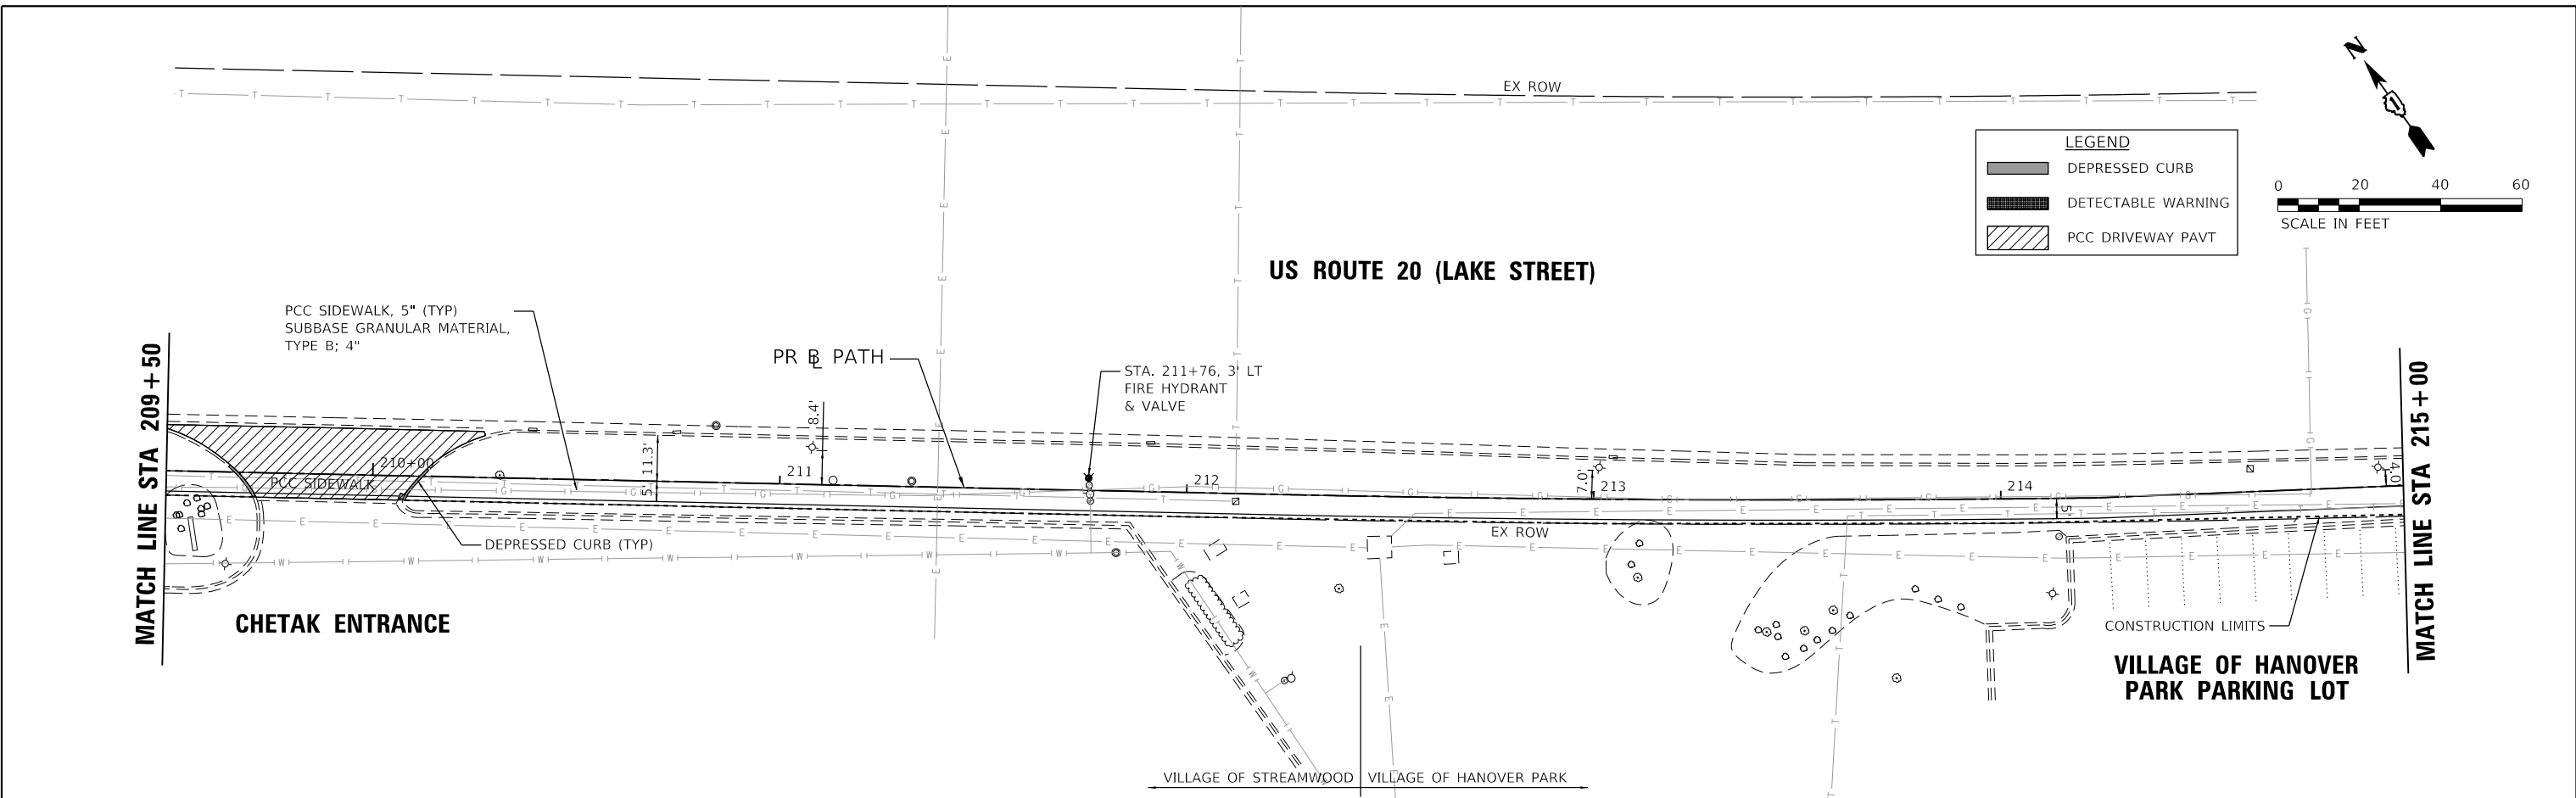 EX ROW
N
LEGEND
DEPRESSED CURB
DETECTABLE WARNING
PCC DRIVEWAY PAVT
0 20 40 60
SCALE IN FEET
US ROUTE 20 (LAKE STREET)
PCC SIDEWALK, 5" (TYP)
SUBBASE GRANULAR MATERIAL,
TYPE B; 4"
PR BL PATH
STA. 211+76, 3' LT
FIRE HYDRANT
& VALVE
MATCH LINE STA 209+50
MATCH LINE STA 215+00
8.4'
11.3'
5'
7.0'
4.0'
5'
210+00
211
212
213
214
PCC SIDEWALK
EX ROW
DEPRESSED CURB (TYP)
CHETAK ENTRANCE
CONSTRUCTION LIMITS
VILLAGE OF HANOVER
PARK PARKING LOT
VILLAGE OF STREAMWOOD
VILLAGE OF HANOVER PARK